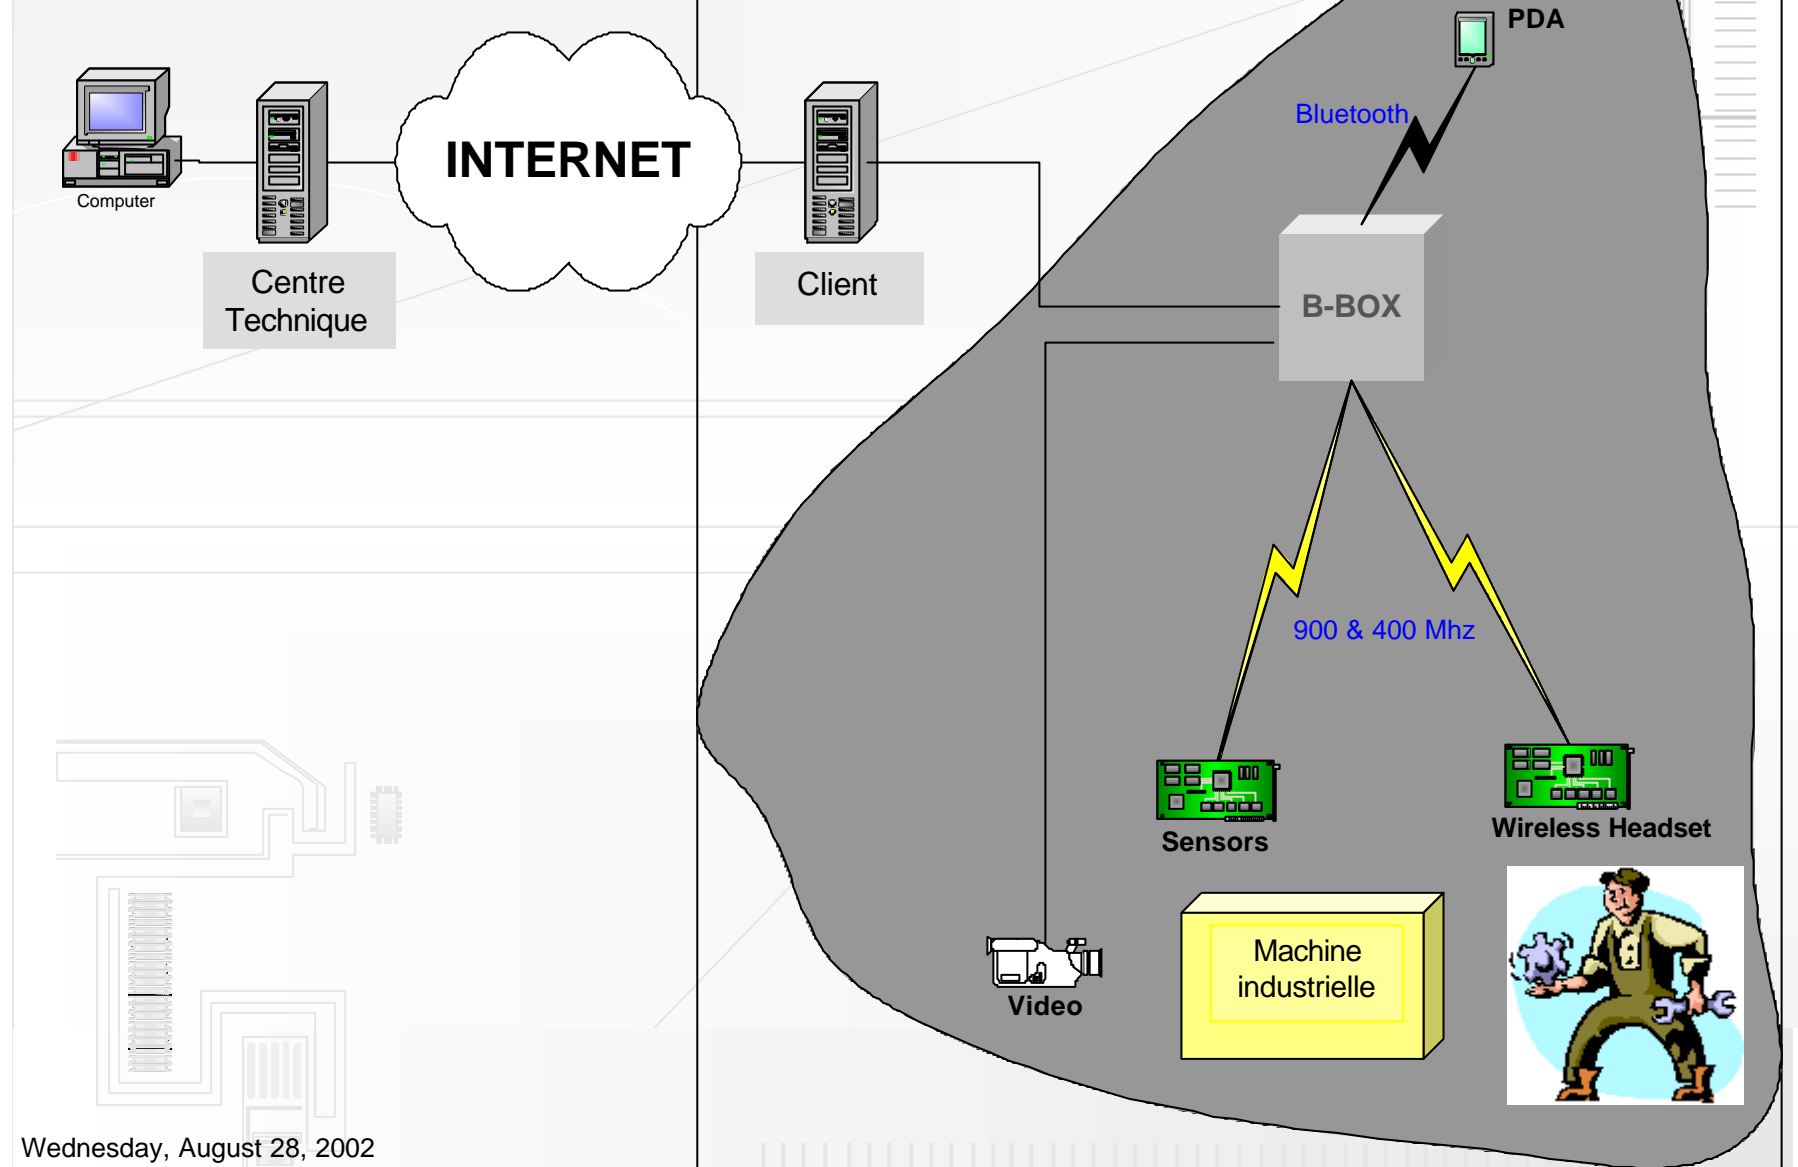 PDA
Bluetooth
INTERNET
Computer
Centre
Technique
Client
B-BOX
900 & 400 Mhz
Sensors
Wireless Headset
Machine
industrielle
Video
Wednesday, August 28, 2002